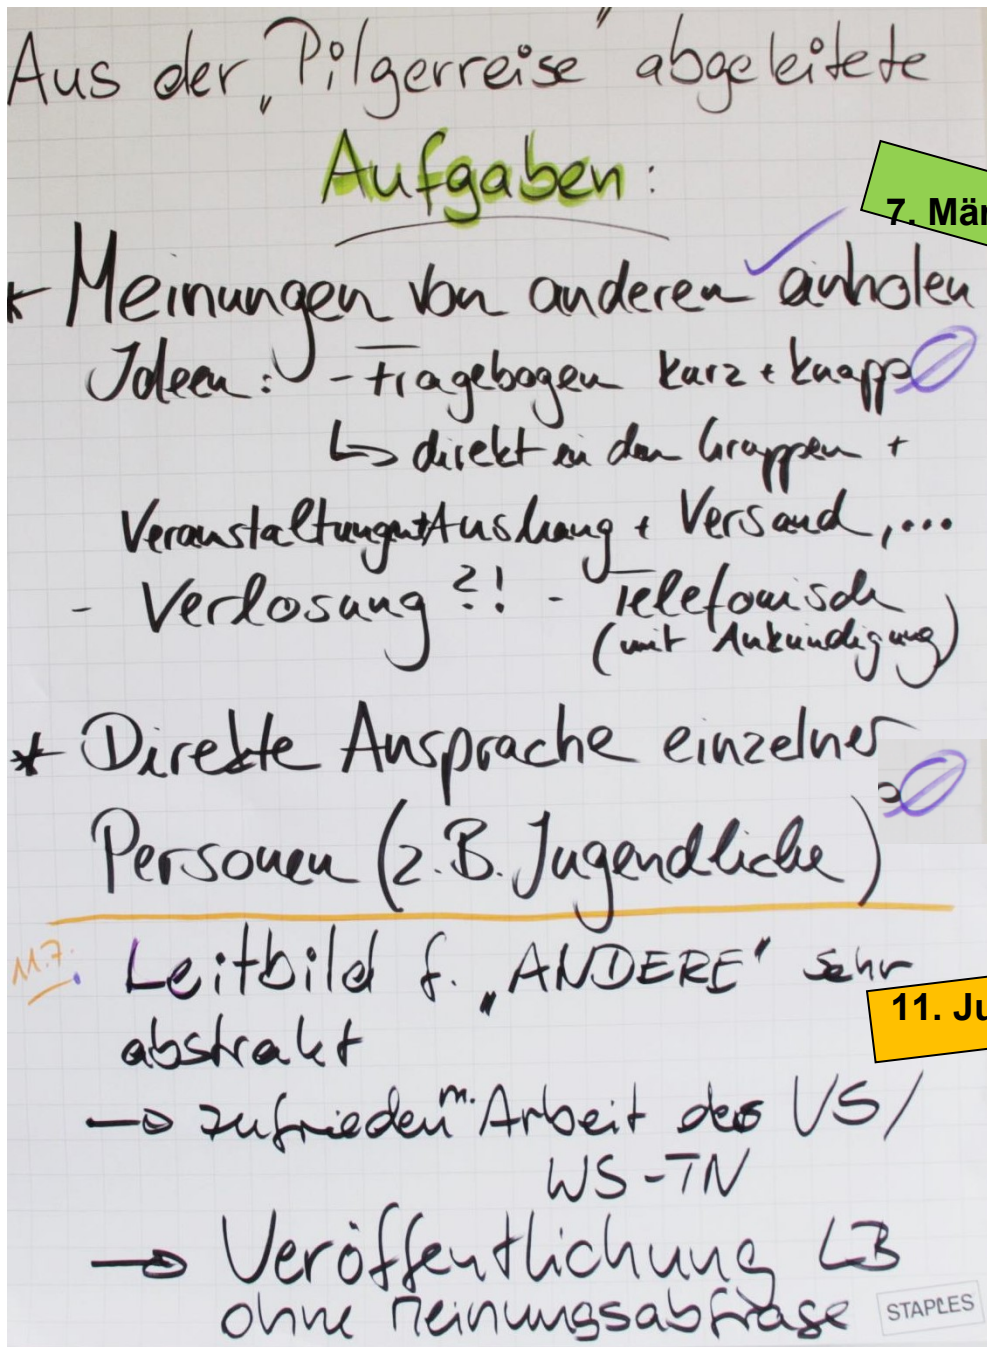 Aus der „Pilgerreise“ abgeleitete
Aufgaben:
7. Mär
* Meinungen von anderen einholen
Ideen: - Fragebogen kurz + knapp
↳ direkt in den Gruppen +
Veranstaltungen + Aushang + Versand, ...
- Verlosung ?! - Telefonisch
(mit Ankündigung)
* Direkte Ansprache einzelner
Personen (z.B. Jugendliche)
11.7. Leitbild f. „ANDERE“ sehr
abstrakt
11. Ju
→ zufrieden m. Arbeit des VS/
WS-TN
→ Veröffentlichung LB
ohne Meinungsabfrage
STAPLES